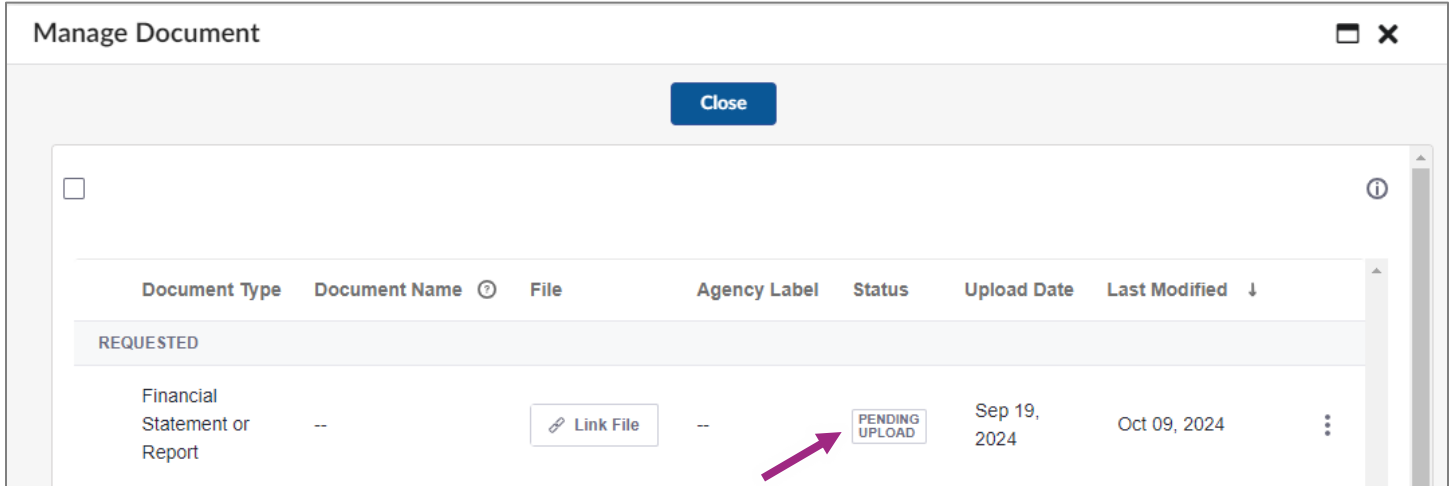 Manage Document
Close
Document Type Document Name File Agency Label Status Upload Date Last Modified
REQUESTED
Financial
Statement or
Report
--
Link File
--
PENDING
UPLOAD
Sep 19,
2024
Oct 09, 2024